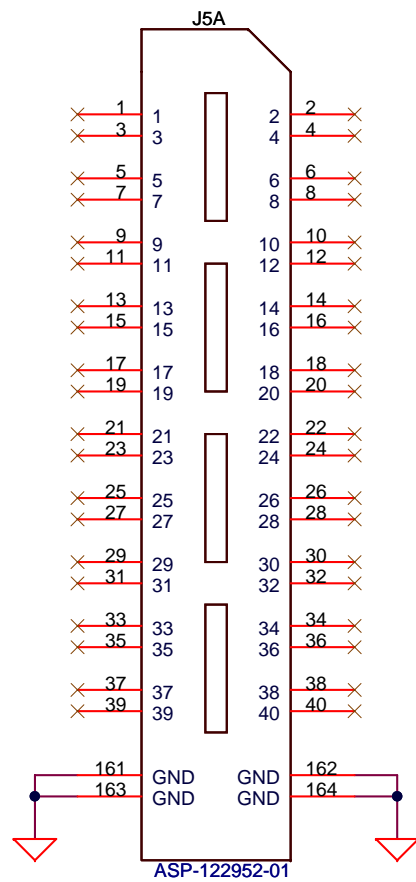 J5A
1 1 2 2
3 3 4 4
5 5 6 6
7 7 8 8
9 9 10 10
11 11 12 12
13 13 14 14
15 15 16 16
17 17 18 18
19 19 20 20
21 21 22 22
23 23 24 24
25 25 26 26
27 27 28 28
29 29 30 30
31 31 32 32
33 33 34 34
35 35 36 36
37 37 38 38
39 39 40 40
161 GND GND 162
163 GND GND 164
ASP-122952-01